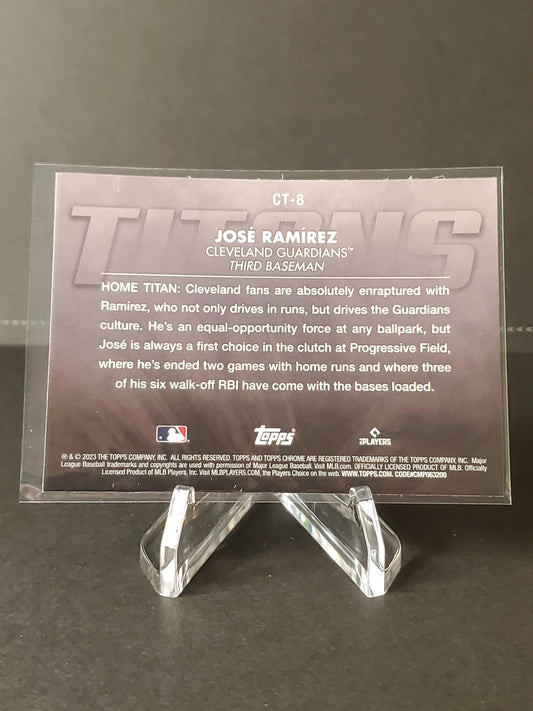 CT-8
TITANS
JOSÉ RAMÍREZ
CLEVELAND GUARDIANS™
THIRD BASEMAN
HOME TITAN: Cleveland fans are absolutely enraptured with
Ramírez, who not only drives in runs, but drives the Guardians
culture. He's an equal-opportunity force at any ballpark, but
José is always a first choice in the clutch at Progressive Field,
where he's ended two games with home runs and where three
of his six walk-off RBI have come with the bases loaded.
Topps
PLAYERS
® & © 2023 THE TOPPS COMPANY, INC. ALL RIGHTS RESERVED. TOPPS AND TOPPS CHROME ARE REGISTERED TRADEMARKS OF THE TOPPS COMPANY, INC. Major
League Baseball trademarks and copyrights are used with permission of Major League Baseball. Visit MLB.com. OFFICIALLY LICENSED PRODUCT OF MLB. Officially
Licensed Product of MLB Players, Inc. Visit MLBPLAYERS.COM, the Players Choice on the web. WWW.TOPPS.COM. CODE#CMP063200